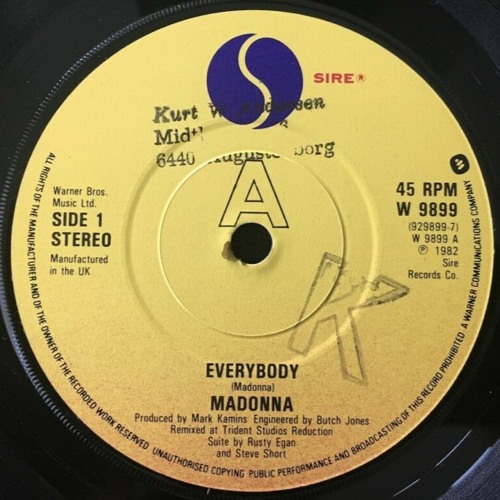 SIRE
Kurt W.
6440
A
Warner Bros.
Music Ltd.
SIDE 1
STEREO
Manufactured
in the UK
45 RPM
W 9899
(929899-7)
W 9899 A
℗ 1982
Sire
Records Co.
K
EVERYBODY
(Madonna)
MADONNA
Produced by Mark Kamins Engineered by Butch Jones
Remixed at Trident Studios Reduction
Suite by Rusty Egan
and Steve Short
ALL RIGHTS OF THE MANUFACTURER AND OF THE OWNER OF THE RECORDED WORK RESERVED. UNAUTHORISED COPYING PUBLIC PERFORMANCE AND BROADCASTING OF THIS RECORD PROHIBITED A WARNER COMMUNICATIONS COMPANY